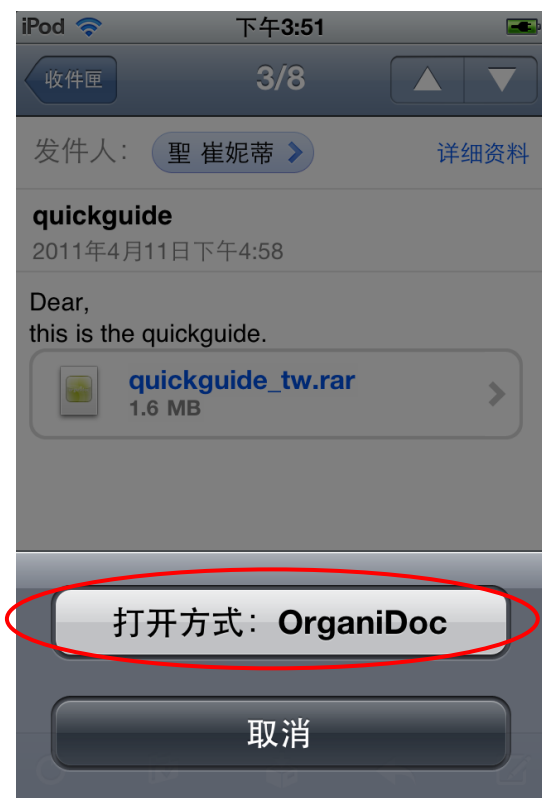 iPod 下午3:51
收件匣 3/8
发件人： 聖 崔妮蒂 详细资料
quickguide
2011年4月11日下午4:58
Dear,
this is the quickguide.
quickguide_tw.rar
1.6 MB
打开方式：OrganiDoc
取消